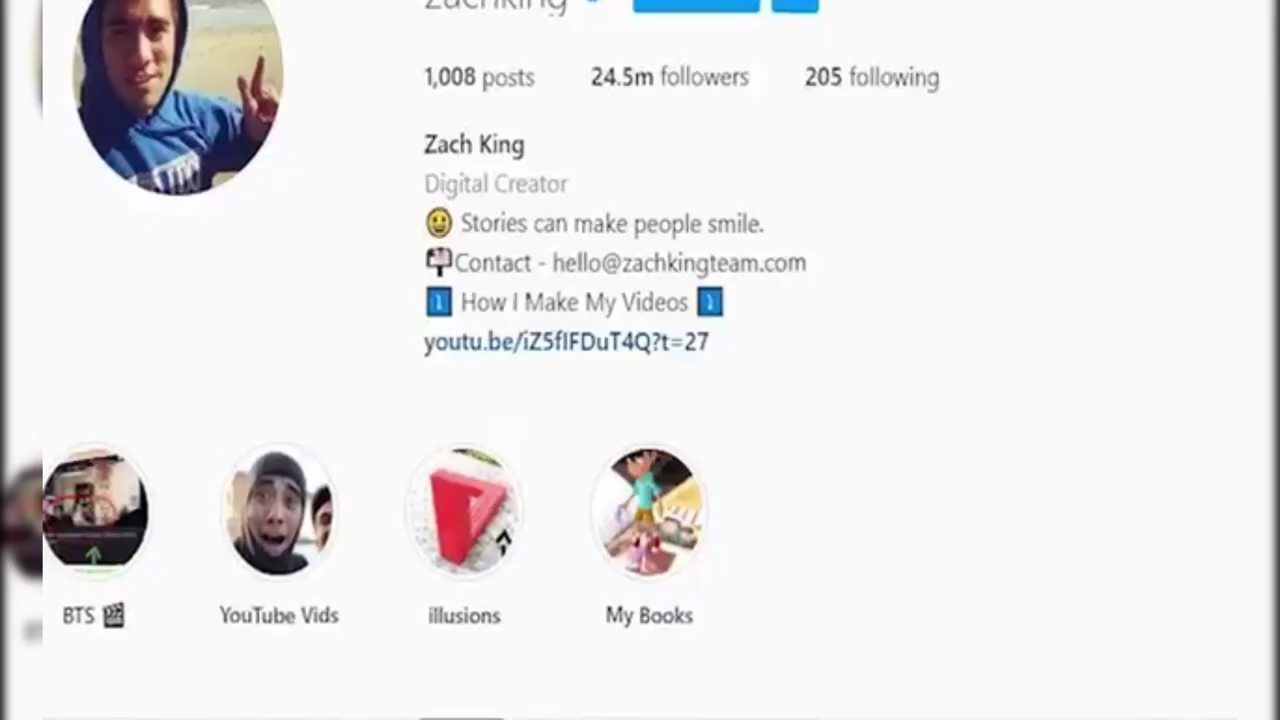 zachking
1,008 posts 24.5m followers 205 following
Zach King
Digital Creator
Stories can make people smile.
Contact - hello@zachkingteam.com
How I Make My Videos
youtu.be/iZ5fIFDuT4Q?t=27
BTS YouTube Vids illusions My Books